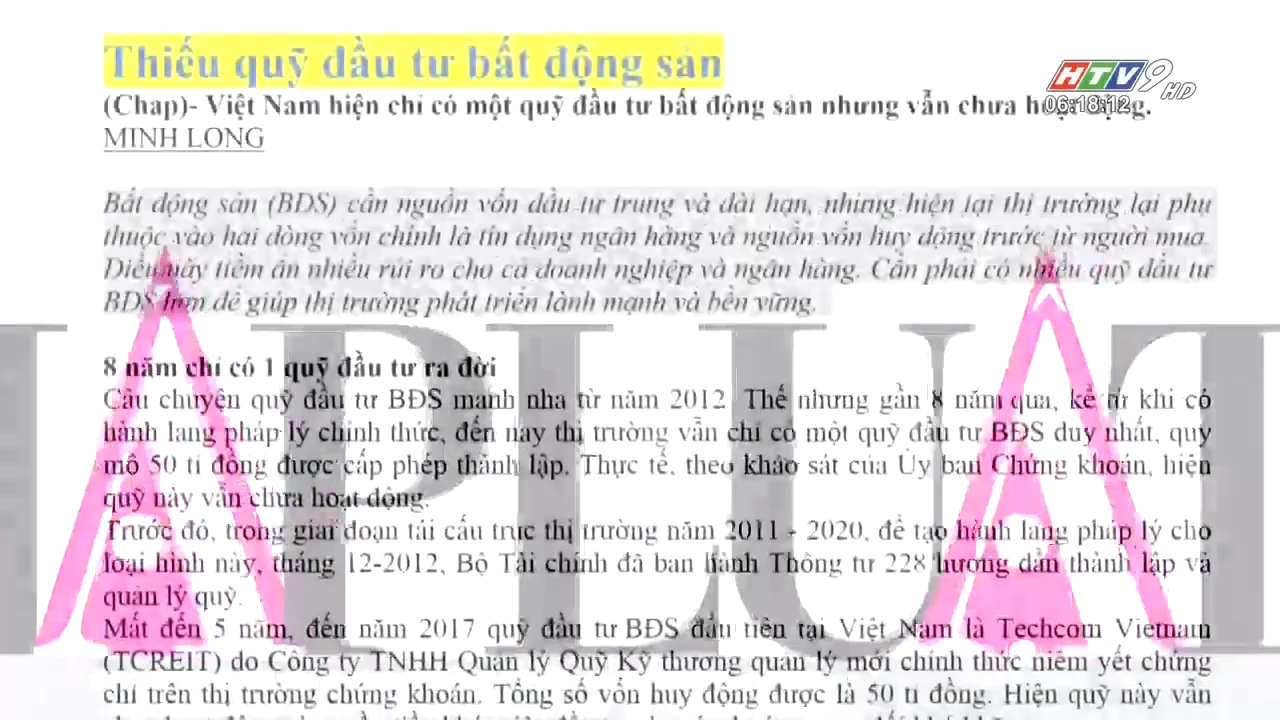 Thiếu quỹ đầu tư bất động sản
HTV9 HD
06:18:12
(Chap)- Việt Nam hiện chỉ có một quỹ đầu tư bất động sản nhưng vẫn chưa hoạt động.
MINH LONG
Bất động sản (BĐS) cần nguồn vốn đầu tư trung và dài hạn, nhưng hiện tại thị trường lại phụ
thuộc vào hai dòng vốn chính là tín dụng ngân hàng và nguồn vốn huy động trước từ người mua.
Điều này tiềm ẩn nhiều rủi ro cho cả doanh nghiệp và ngân hàng. Cần phải có nhiều quỹ đầu tư
BĐS hơn để giúp thị trường phát triển lành mạnh và bền vững.
8 năm chỉ có 1 quỹ đầu tư ra đời
Câu chuyện quỹ đầu tư BĐS manh nha từ năm 2012. Thế nhưng gần 8 năm qua, kể từ khi có
hành lang pháp lý chính thức, đến nay thị trường vẫn chỉ có một quỹ đầu tư BĐS duy nhất, quy
mô 50 tỉ đồng được cấp phép thành lập. Thực tế, theo khảo sát của Ủy ban Chứng khoán, hiện
quỹ này vẫn chưa hoạt động.
Trước đó, trong giai đoạn tái cấu trúc thị trường năm 2011 - 2020, để tạo hành lang pháp lý cho
loại hình này, tháng 12-2012, Bộ Tài chính đã ban hành Thông tư 228 hướng dẫn thành lập và
quản lý quỹ.
Mất đến 5 năm, đến năm 2017 quỹ đầu tư BĐS đầu tiên tại Việt Nam là Techcom Vietnam
(TCREIT) do Công ty TNHH Quản lý Quỹ Kỹ thương quản lý mới chính thức niêm yết chứng
chỉ trên thị trường chứng khoán. Tổng số vốn huy động được là 50 tỉ đồng. Hiện quỹ này vẫn
APLUT